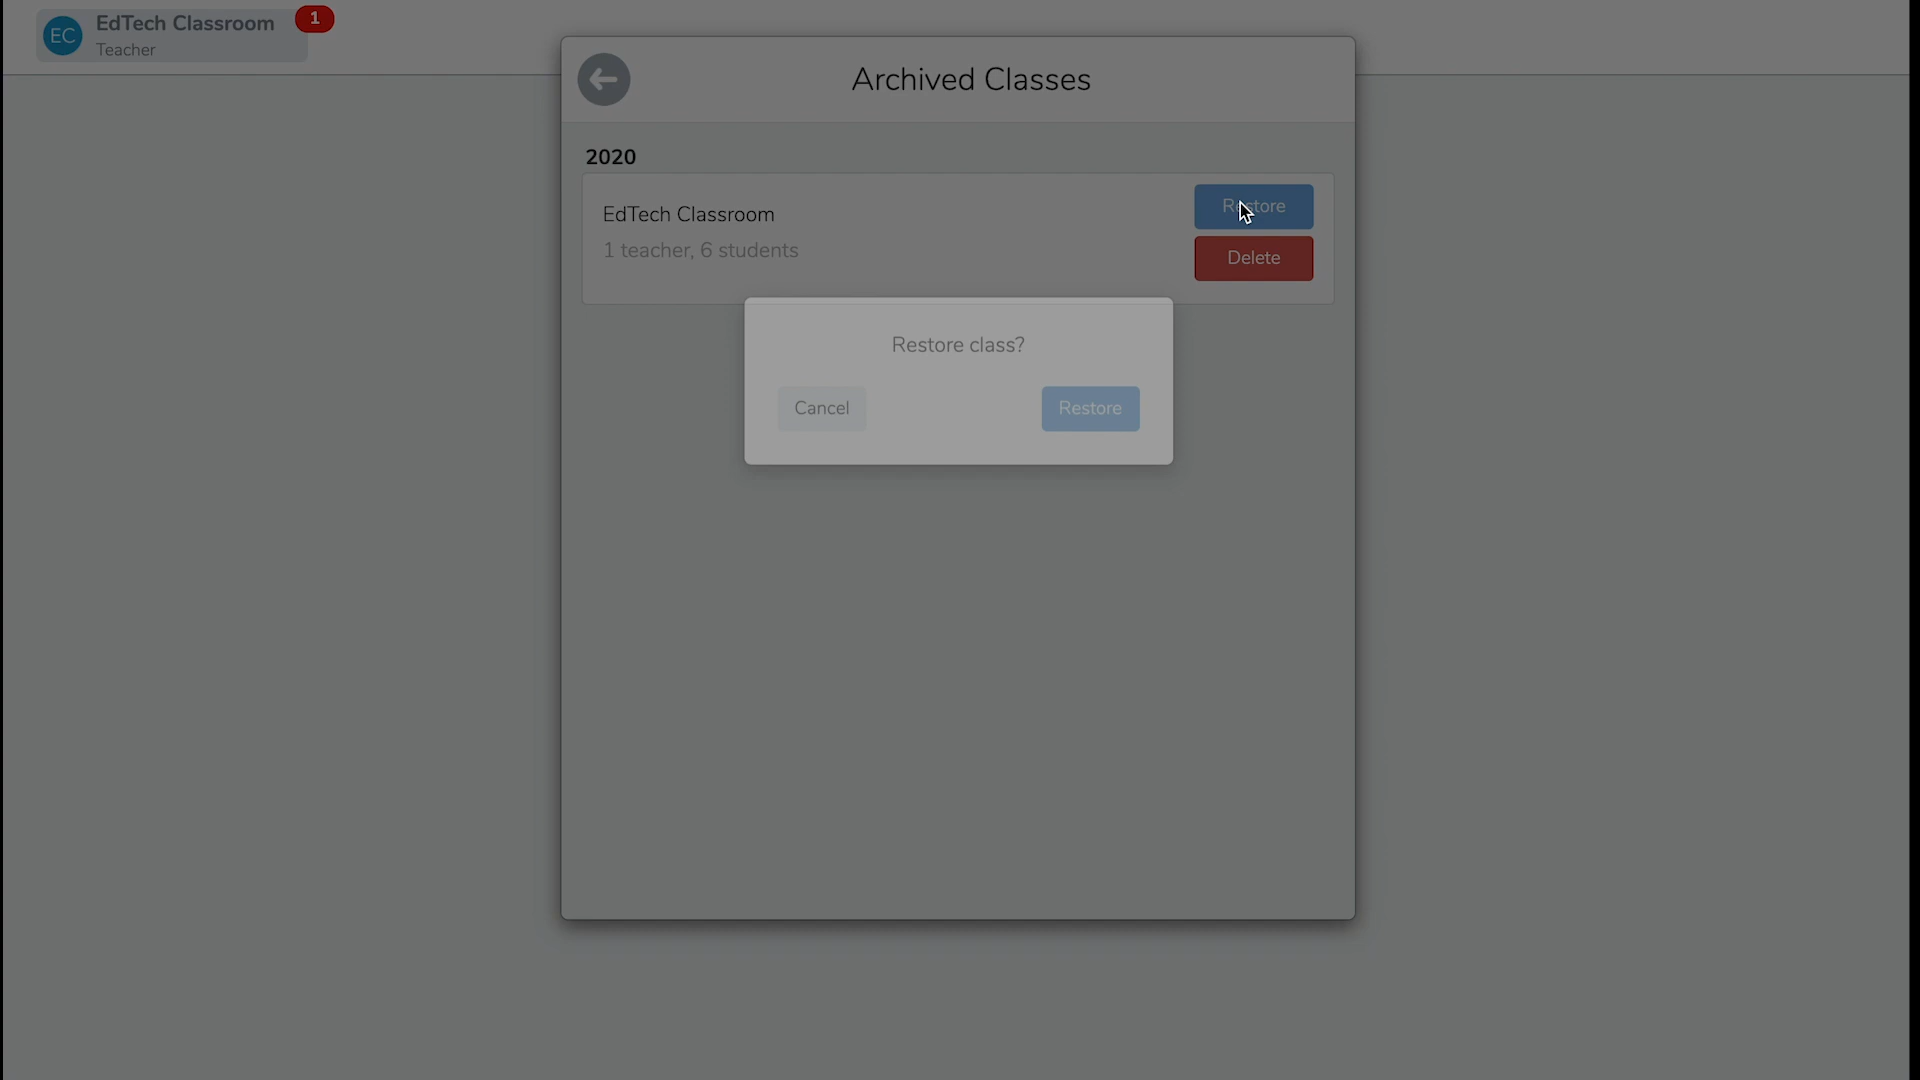 EC
EdTech Classroom
1
Teacher
Archived Classes
2020
EdTech Classroom
1 teacher, 6 students
Restore
Delete
Restore class?
Cancel
Restore